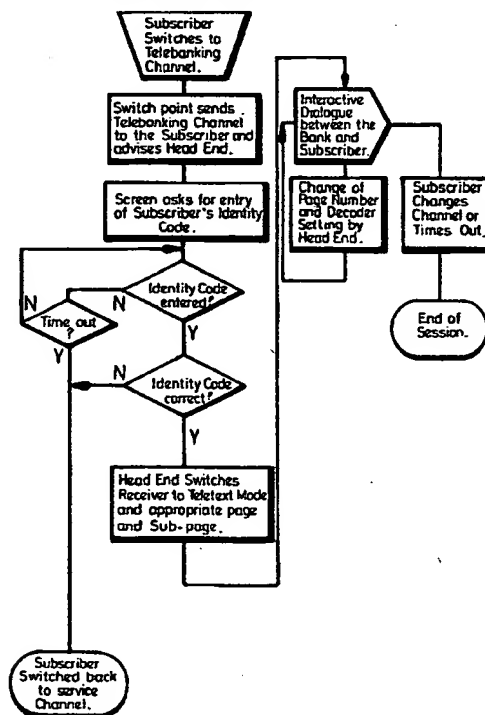 Subscriber
Switches to
Telebanking
Channel.
Switch point sends
Telebanking Channel
to the Subscriber and
advises Head End.
Screen asks for entry
of Subscriber's Identity
Code.
Identity Code
entered?
N
Y
Time out
?
N
Y
Identity Code
correct?
N
Y
Head End Switches
Receiver to Teletext Mode
and appropriate page
and Sub-page.
Subscriber
Switched back
to service
Channel.
Interactive
Dialogue
between the
Bank and
Subscriber.
Change of
Page Number
and Decoder
Setting by
Head End.
Subscriber
Changes
Channel or
Times Out.
End of
Session.